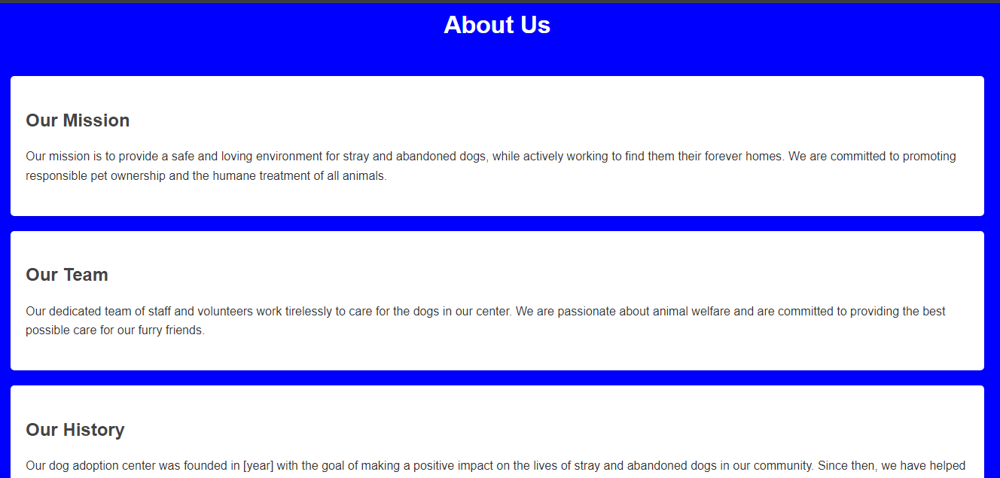 About Us
Our Mission
Our mission is to provide a safe and loving environment for stray and abandoned dogs, while actively working to find them their forever homes. We are committed to promoting
responsible pet ownership and the humane treatment of all animals.
Our Team
Our dedicated team of staff and volunteers work tirelessly to care for the dogs in our center. We are passionate about animal welfare and are committed to providing the best
possible care for our furry friends.
Our History
Our dog adoption center was founded in [year] with the goal of making a positive impact on the lives of stray and abandoned dogs in our community. Since then, we have helped